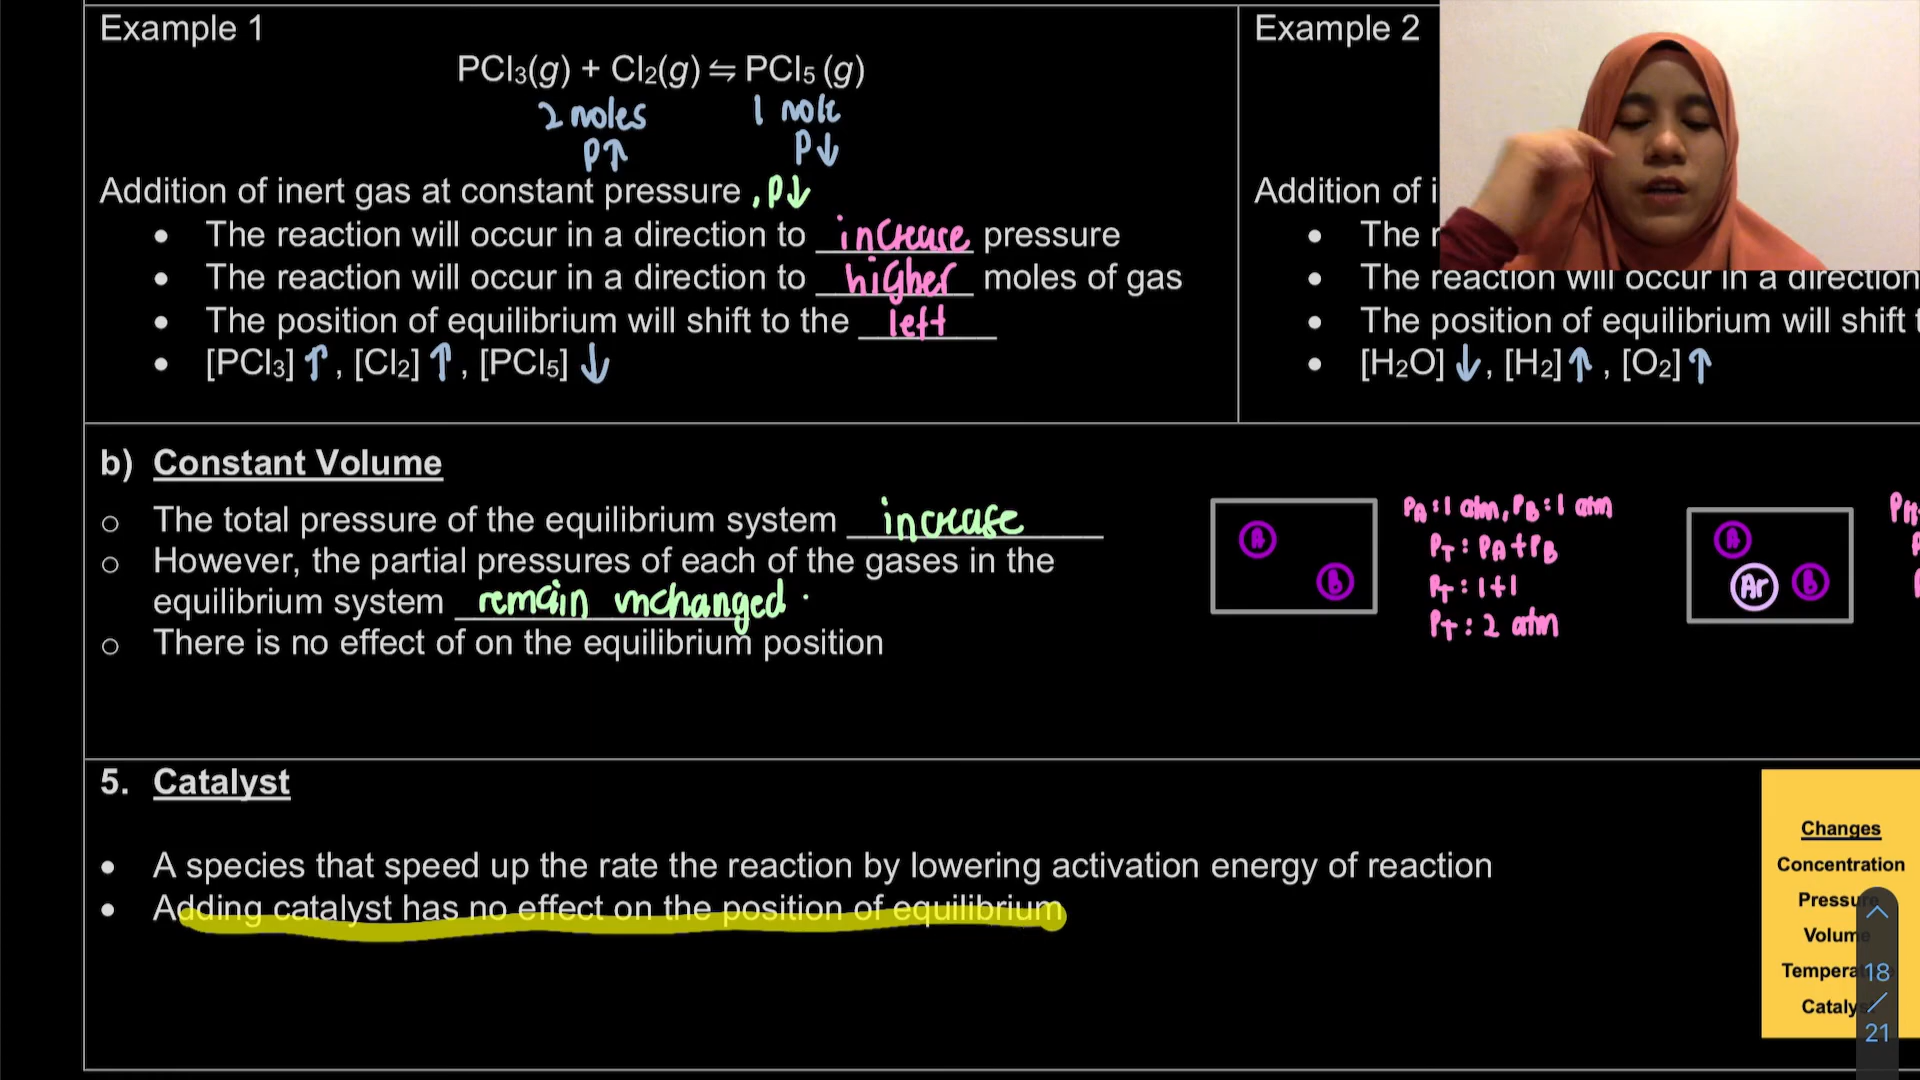 Example 1
PCl3(g) + Cl2(g) ⇋ PCl5 (g)
2 moles
1 mole
P↑
P↓
Addition of inert gas at constant pressure , P↓
• The reaction will occur in a direction to increase pressure
• The reaction will occur in a direction to higher moles of gas
• The position of equilibrium will shift to the left
• [PCl3] ↑ , [Cl2] ↑ , [PCl5] ↓
Example 2
Addition of
• The
• The reaction will occur in a direction
• The position of equilibrium will shift
• [H2O] ↓ , [H2] ↑ , [O2] ↑
b) Constant Volume
○ The total pressure of the equilibrium system increase
○ However, the partial pressures of each of the gases in the
equilibrium system remain unchanged .
○ There is no effect of on the equilibrium position
A
B
PA : 1 atm, PB : 1 atm
PT : PA + PB
PT : 1+1
PT : 2 atm
A
Ar B
5. Catalyst
• A species that speed up the rate the reaction by lowering activation energy of reaction
• Adding catalyst has no effect on the position of equilibrium
Changes
Concentration
Pressu
Volume
Tempera
Cataly
18
/
21